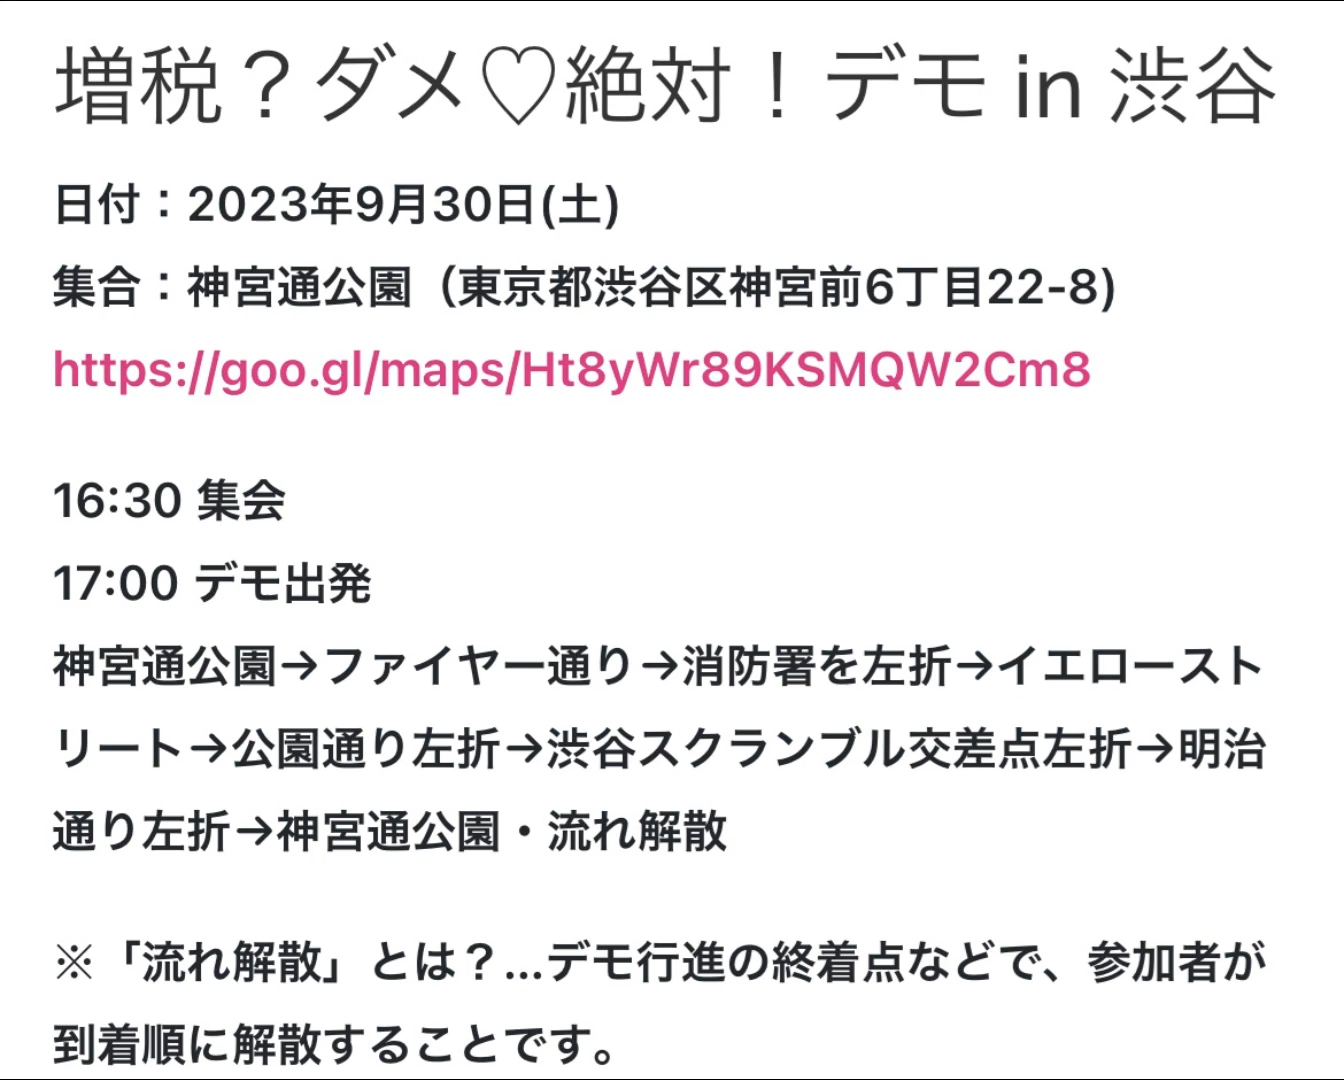 増税？ダメ♡絶対！デモ in 渋谷
日付：2023年9月30日(土)
集合：神宮通公園（東京都渋谷区神宮前6丁目22-8)
https://goo.gl/maps/Ht8yWr89KSMQW2Cm8
16:30 集会
17:00 デモ出発
神宮通公園→ファイヤー通り→消防署を左折→イエロースト
リート→公園通り左折→渋谷スクランブル交差点左折→明治
通り左折→神宮通公園・流れ解散
※「流れ解散」とは？...デモ行進の終着点などで、参加者が
到着順に解散することです。